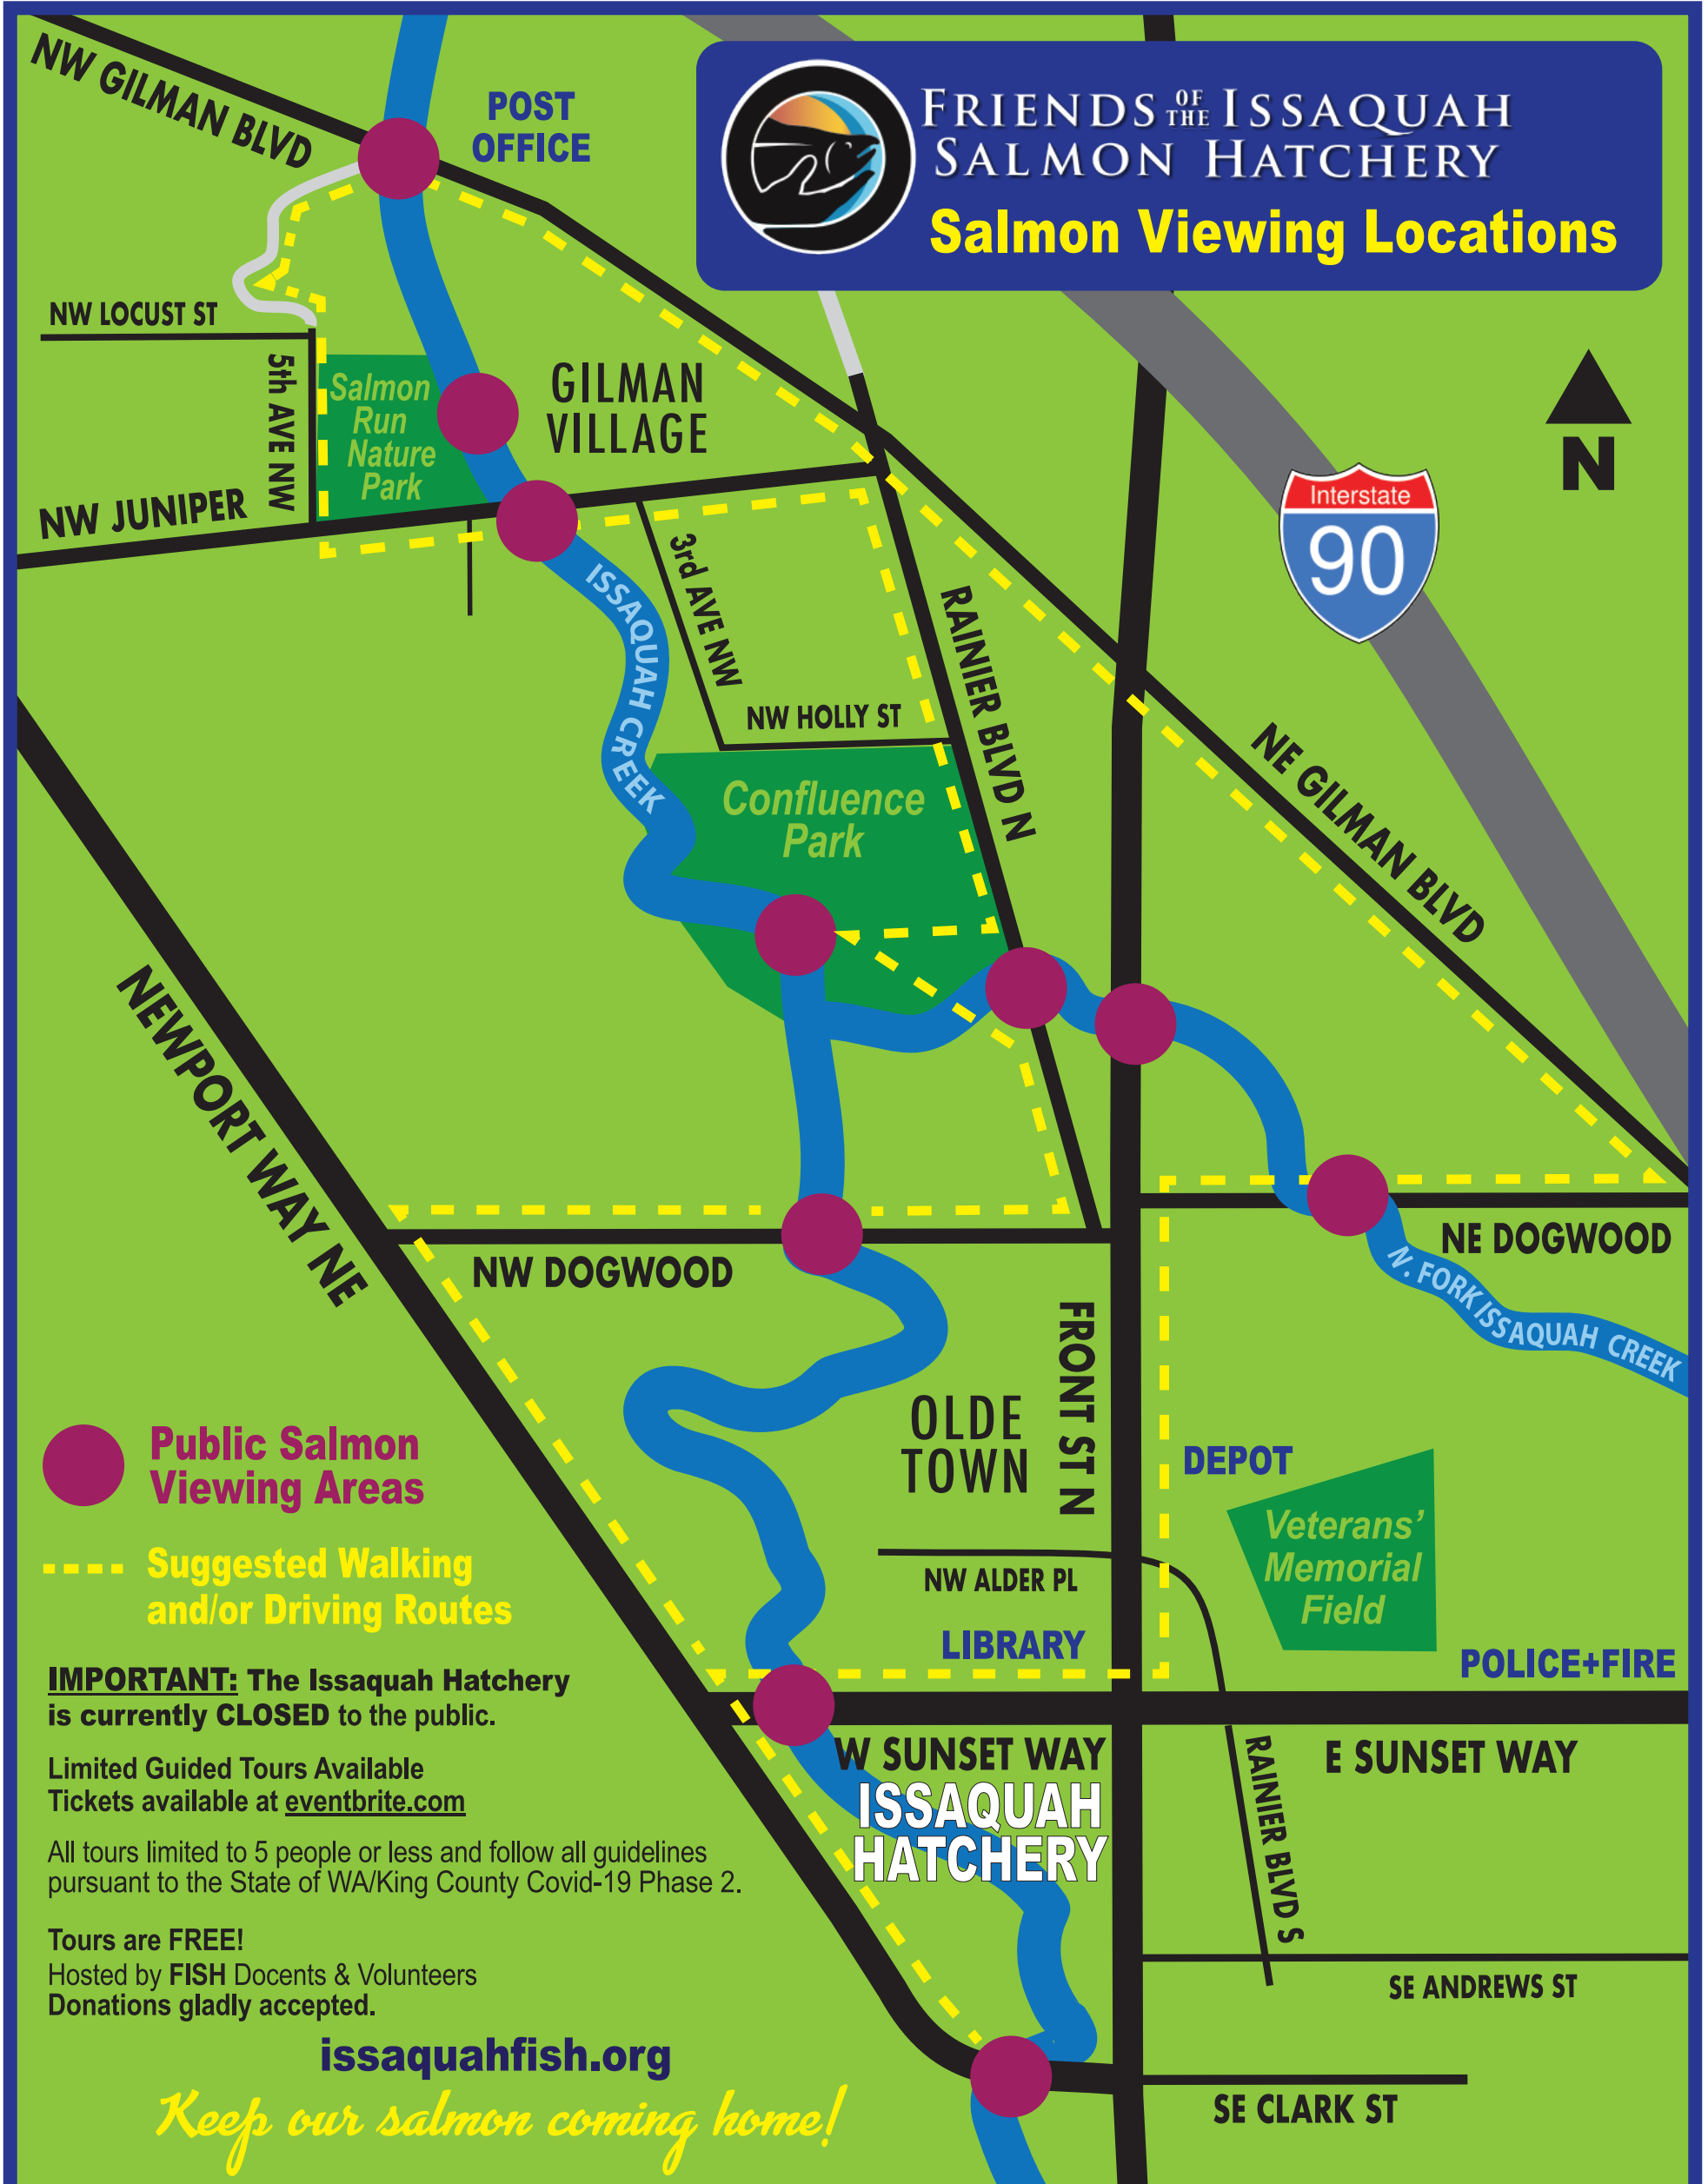 FRIENDS OF THE ISSAQUAH
SALMON HATCHERY
Salmon Viewing Locations
NW GILMAN BLVD
POST
OFFICE
NW LOCUST ST
5th AVE NW
Salmon
Run
Nature
Park
GILMAN
VILLAGE
N
Interstate
90
NW JUNIPER
3rd AVE NW
ISSAQUAH CREEK
RAINIER BLVD N
NW HOLLY ST
NE GILMAN BLVD
Confluence
Park
NEWPORT WAY NE
NW DOGWOOD
NE DOGWOOD
N. FORK ISSAQUAH CREEK
FRONT ST N
OLDE
TOWN
DEPOT
Veterans'
Memorial
Field
NW ALDER PL
LIBRARY
POLICE+FIRE
W SUNSET WAY
E SUNSET WAY
ISSAQUAH
HATCHERY
RAINIER BLVD S
SE ANDREWS ST
SE CLARK ST
Public Salmon
Viewing Areas
Suggested Walking
and/or Driving Routes
IMPORTANT: The Issaquah Hatchery
is currently CLOSED to the public.
Limited Guided Tours Available
Tickets available at eventbrite.com
All tours limited to 5 people or less and follow all guidelines
pursuant to the State of WA/King County Covid-19 Phase 2.
Tours are FREE!
Hosted by FISH Docents & Volunteers
Donations gladly accepted.
issaquahfish.org
Keep our salmon coming home!